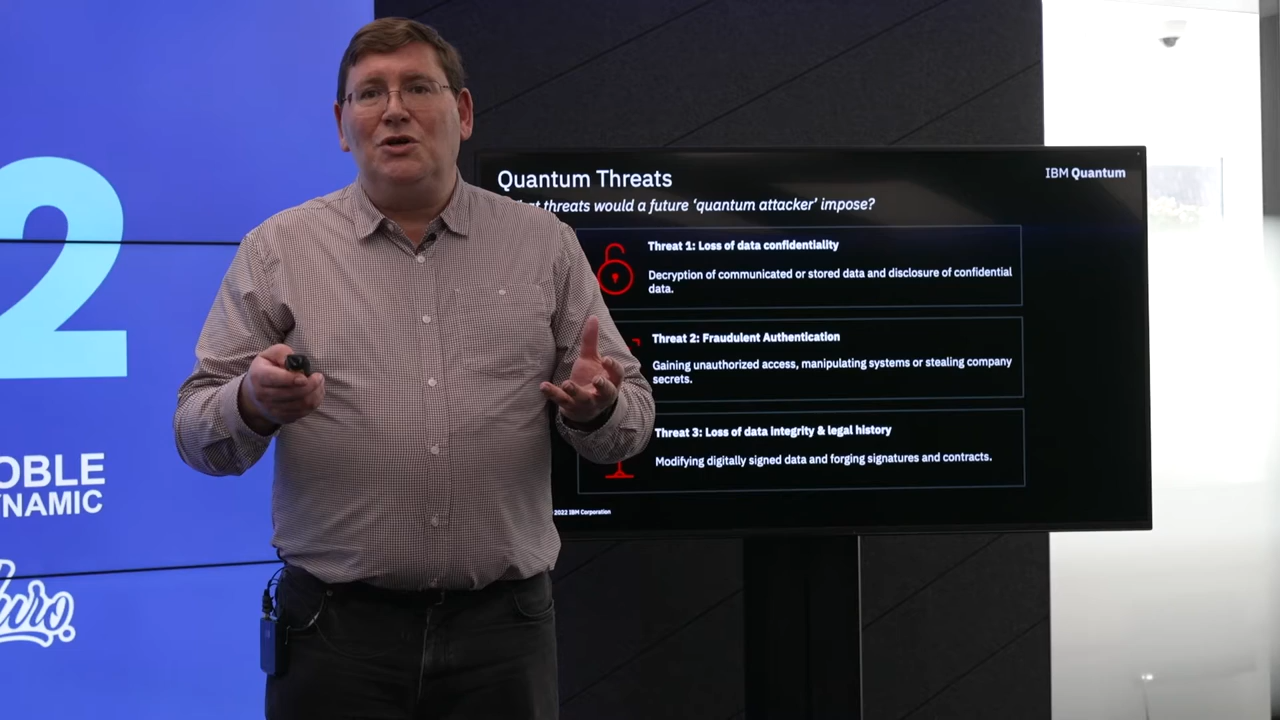 2
OBLE
YNAMIC
Quantum Threats
IBM Quantum
threats would a future ‘quantum attacker’ impose?
Threat 1: Loss of data confidentiality
Decryption of communicated or stored data and disclosure of confidential
data.
Threat 2: Fraudulent Authentication
Gaining unauthorized access, manipulating systems or stealing company
secrets.
Threat 3: Loss of data integrity & legal history
Modifying digitally signed data and forging signatures and contracts.
2022 IBM Corporation